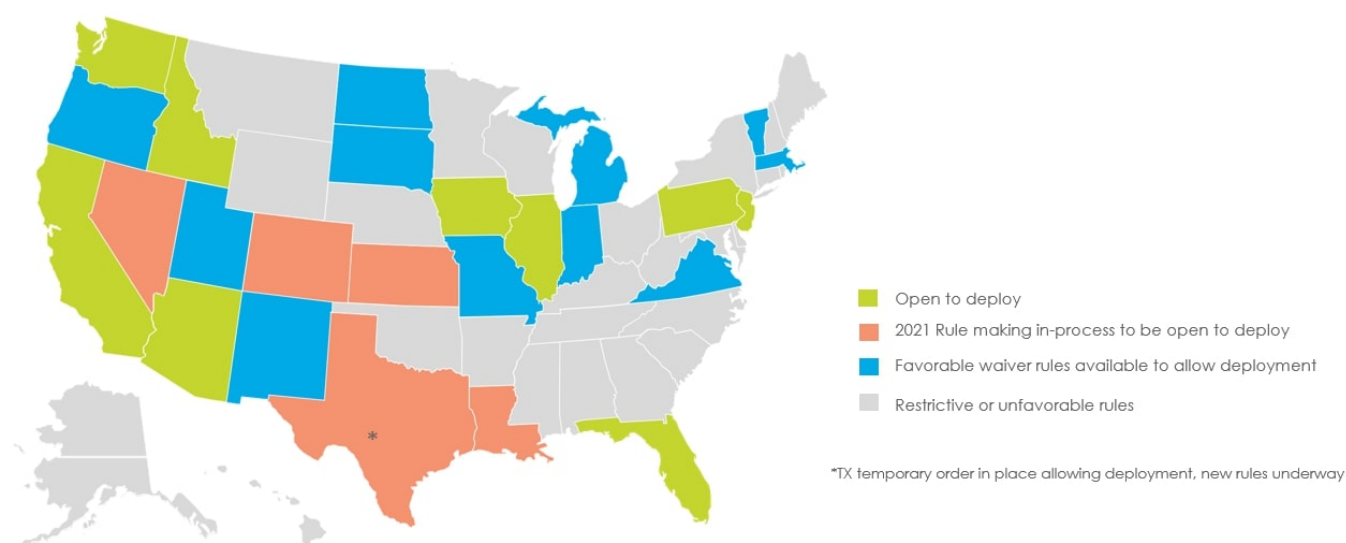 Open to deploy
2021 Rule making in-process to be open to deploy
Favorable waiver rules available to allow deployment
Restrictive or unfavorable rules
*
*TX temporary order in place allowing deployment, new rules underway